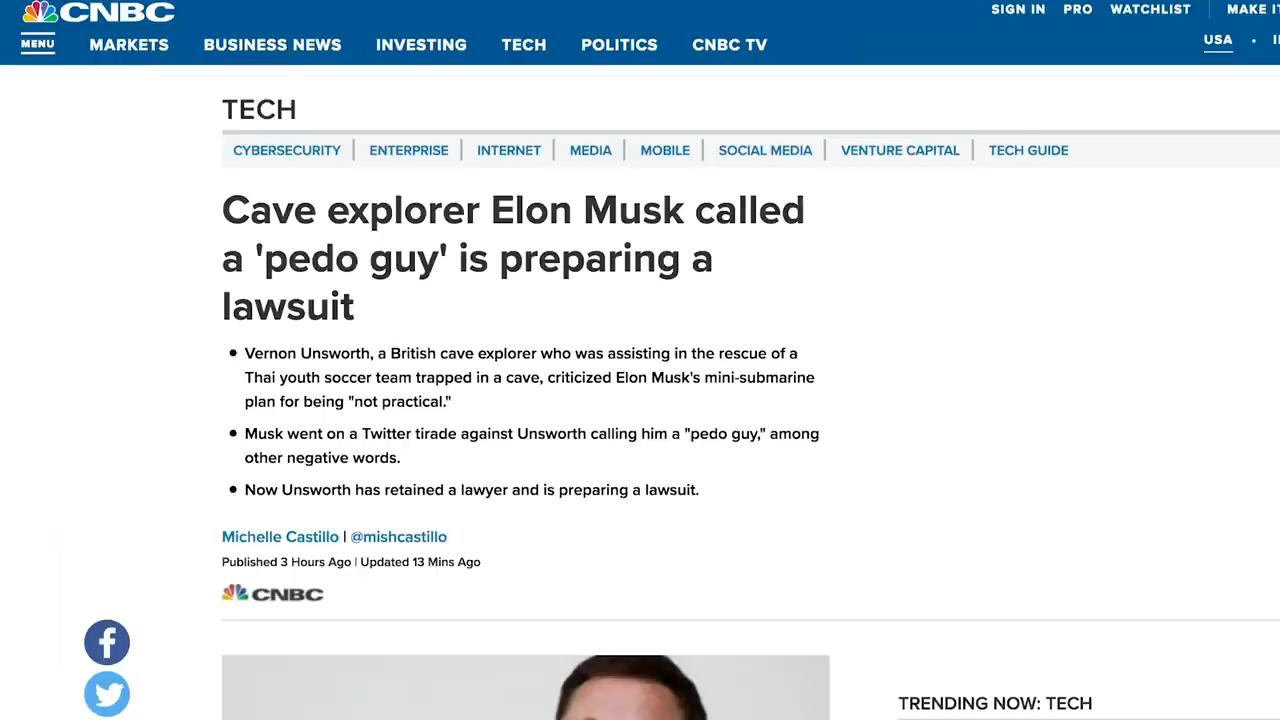 CNBC
SIGN IN PRO WATCHLIST MAKE IT
MENU MARKETS BUSINESS NEWS INVESTING TECH POLITICS CNBC TV
USA •
TECH
CYBERSECURITY ENTERPRISE INTERNET MEDIA MOBILE SOCIAL MEDIA VENTURE CAPITAL TECH GUIDE
Cave explorer Elon Musk called
a 'pedo guy' is preparing a
lawsuit
• Vernon Unsworth, a British cave explorer who was assisting in the rescue of a
Thai youth soccer team trapped in a cave, criticized Elon Musk's mini-submarine
plan for being "not practical."
• Musk went on a Twitter tirade against Unsworth calling him a "pedo guy," among
other negative words.
• Now Unsworth has retained a lawyer and is preparing a lawsuit.
Michelle Castillo | @mishcastillo
Published 3 Hours Ago | Updated 13 Mins Ago
CNBC
TRENDING NOW: TECH